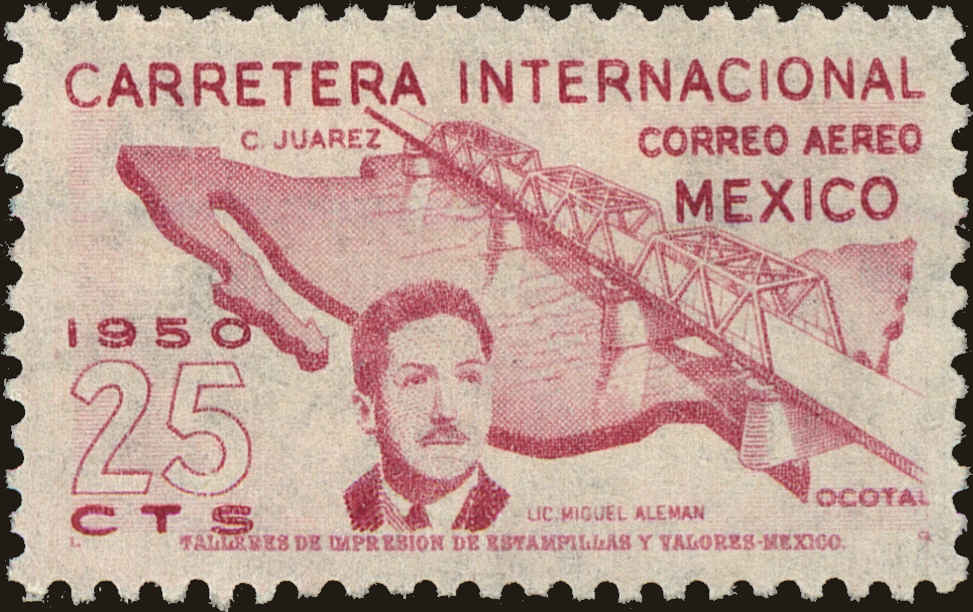 CARRETERA INTERNACIONAL
C. JUAREZ
CORREO AEREO
MEXICO
1950
25
CTS
OCOTAL
LIC. MIGUEL ALEMAN
TALLERES DE IMPRESION DE ESTAMPILLAS Y VALORES-MEXICO.